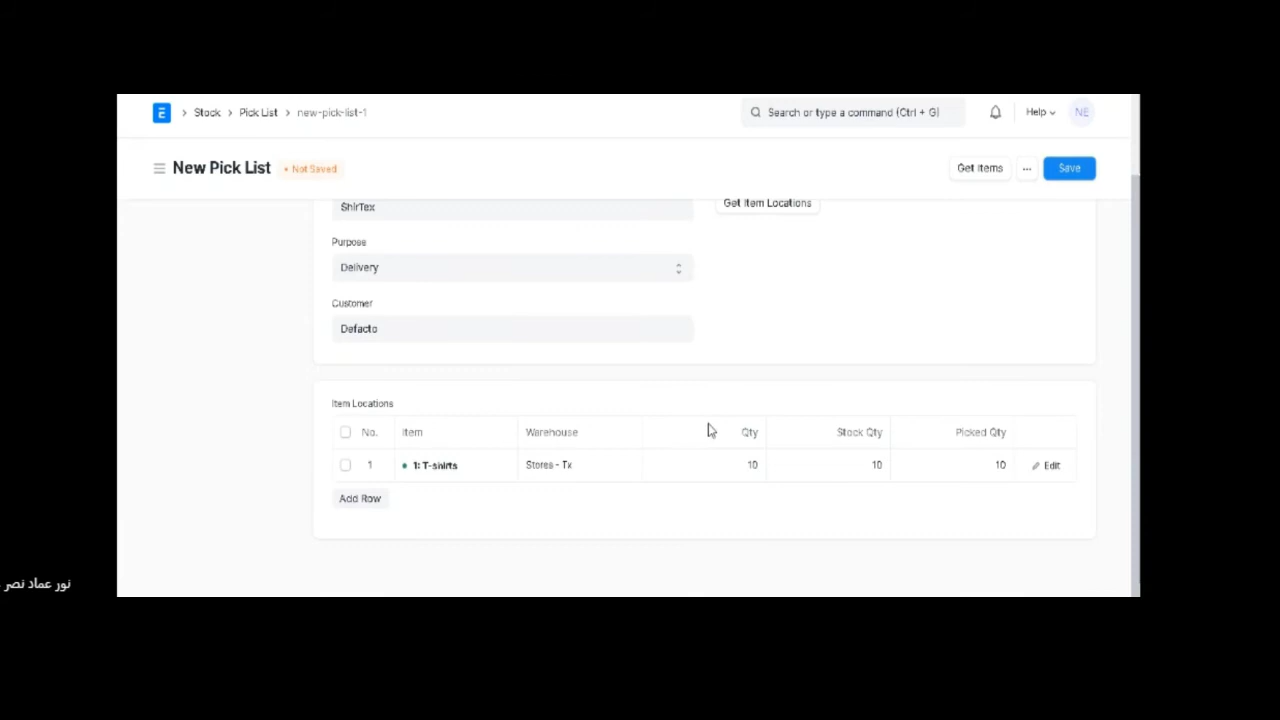 E > Stock > Pick List > new-pick-list-1
Search or type a command (Ctrl + G)
Help
NE
New Pick List
• Not Saved
Get Items
...
Save
ShirTex
Get Item Locations
Purpose
Delivery
Customer
Defacto
Item Locations
No. Item Warehouse Qty Stock Qty Picked Qty
1 1: T-shirts Stores - Tx 10 10 10 Edit
Add Row
نور عماد نصر